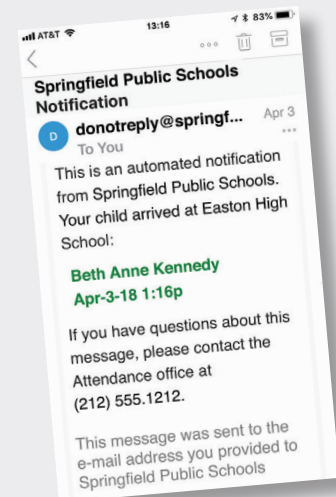 AT&T 13:16 83%
Springfield Public Schools
Notification
D donotreply@springf... Apr 3
To You
This is an automated notification
from Springfield Public Schools.
Your child arrived at Easton High
School:
Beth Anne Kennedy
Apr-3-18 1:16p
If you have questions about this
message, please contact the
Attendance office at
(212) 555.1212.
This message was sent to the
e-mail address you provided to
Springfield Public Schools